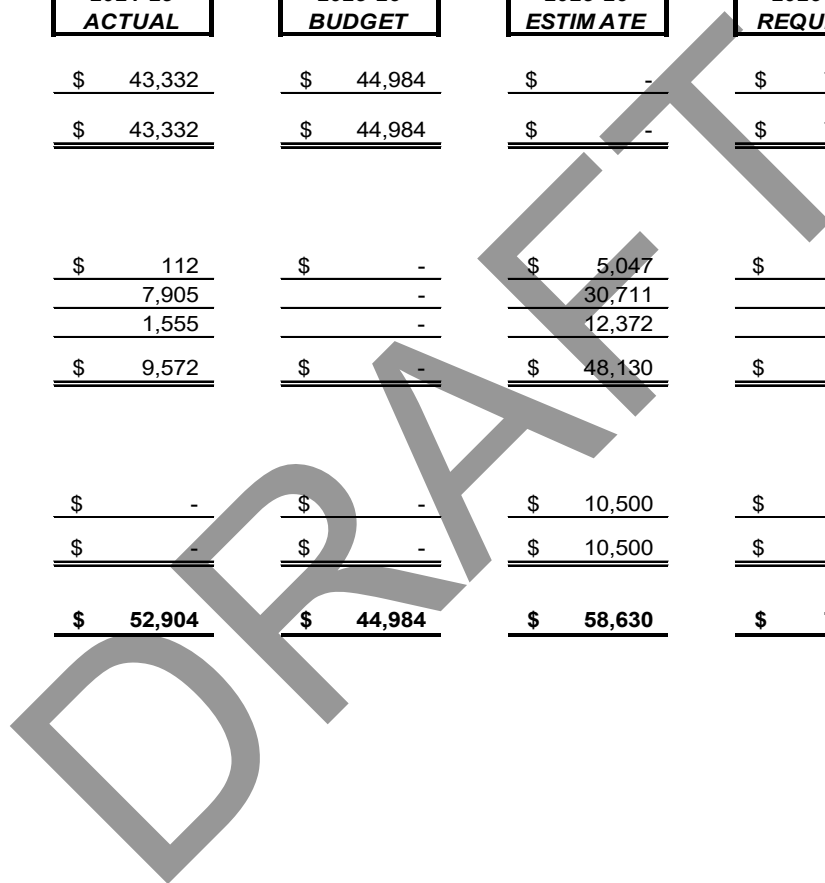 ACTUAL BUDGET ESTIMATE
$ 43,332 $ 44,984 $ - $
$ 43,332 $ 44,984 $ - $
$ 112 $ - $ 5,047 $
7,905 - 30,711
1,555 - 12,372
$ 9,572 $ - $ 48,130 $
$ - $ - $ 10,500 $
$ - $ - $ 10,500 $
$ 52,904 $ 44,984 $ 58,630 $
DRAFT